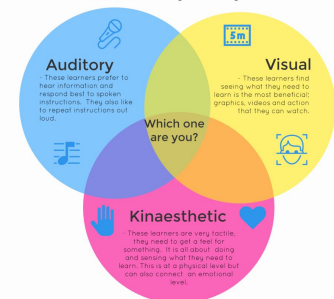 5m
Auditory
- These learners prefer to
hear information and
respond best to spoken
instructions. They also like
to repeat instructions out
loud.
Visual
- These learners find
seeing what they need to
learn is the most beneficial;
graphics, videos and action
that they can watch.
Which one
are you?
Kinaesthetic
- These learners are very tactile,
they need to get a feel for
something. It is all about doing
and sensing what they need to
learn. This is at a physical level but
can also connect an emotional
level.